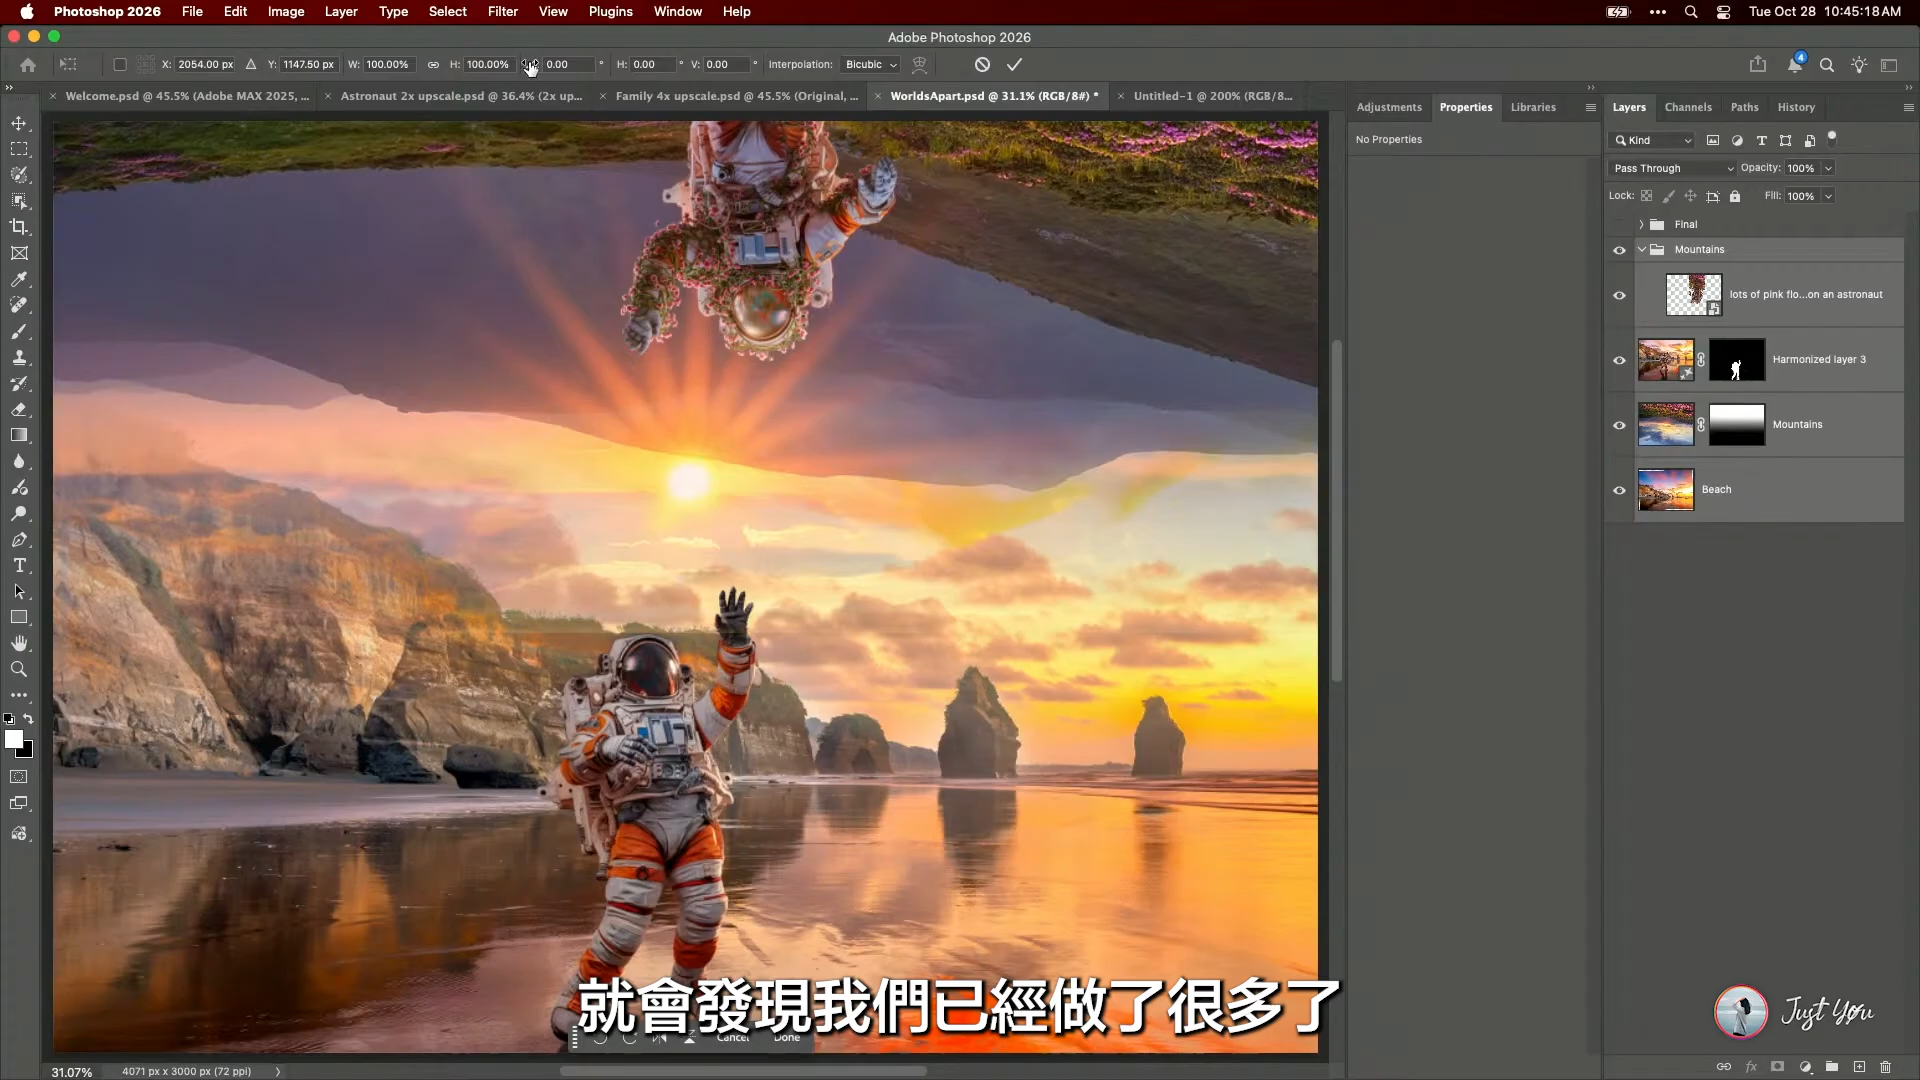 Photoshop 2026 File Edit Image Layer Type Select Filter View Plugins Window Help Tue Oct 28 10:45:18 AM
Adobe Photoshop 2026
X: 2054.00 px Y: 1147.50 px W: 100.00% H: 100.00% 0.00 ° H: 0.00 ° V: 0.00 ° Interpolation: Bicubic 4
Welcome.psd @ 45.5% (Adobe MAX 2025, ... Astronaut 2x upscale.psd @ 36.4% (2x up... Family 4x upscale.psd @ 45.5% (Original, ... WorldsApart.psd @ 31.1% (RGB/8#) * Untitled-1 @ 200% (RGB/8...
Adjustments Properties Libraries
No Properties
Layers Channels Paths History
Kind
Pass Through Opacity: 100%
Lock: Fill: 100%
Final
Mountains
lots of pink flo...on an astronaut
Harmonized layer 3
Mountains
Beach
就會發現我們已經做了很多了
Cancel Done
Just You
31.07% 4071 px x 3000 px (72 ppi)